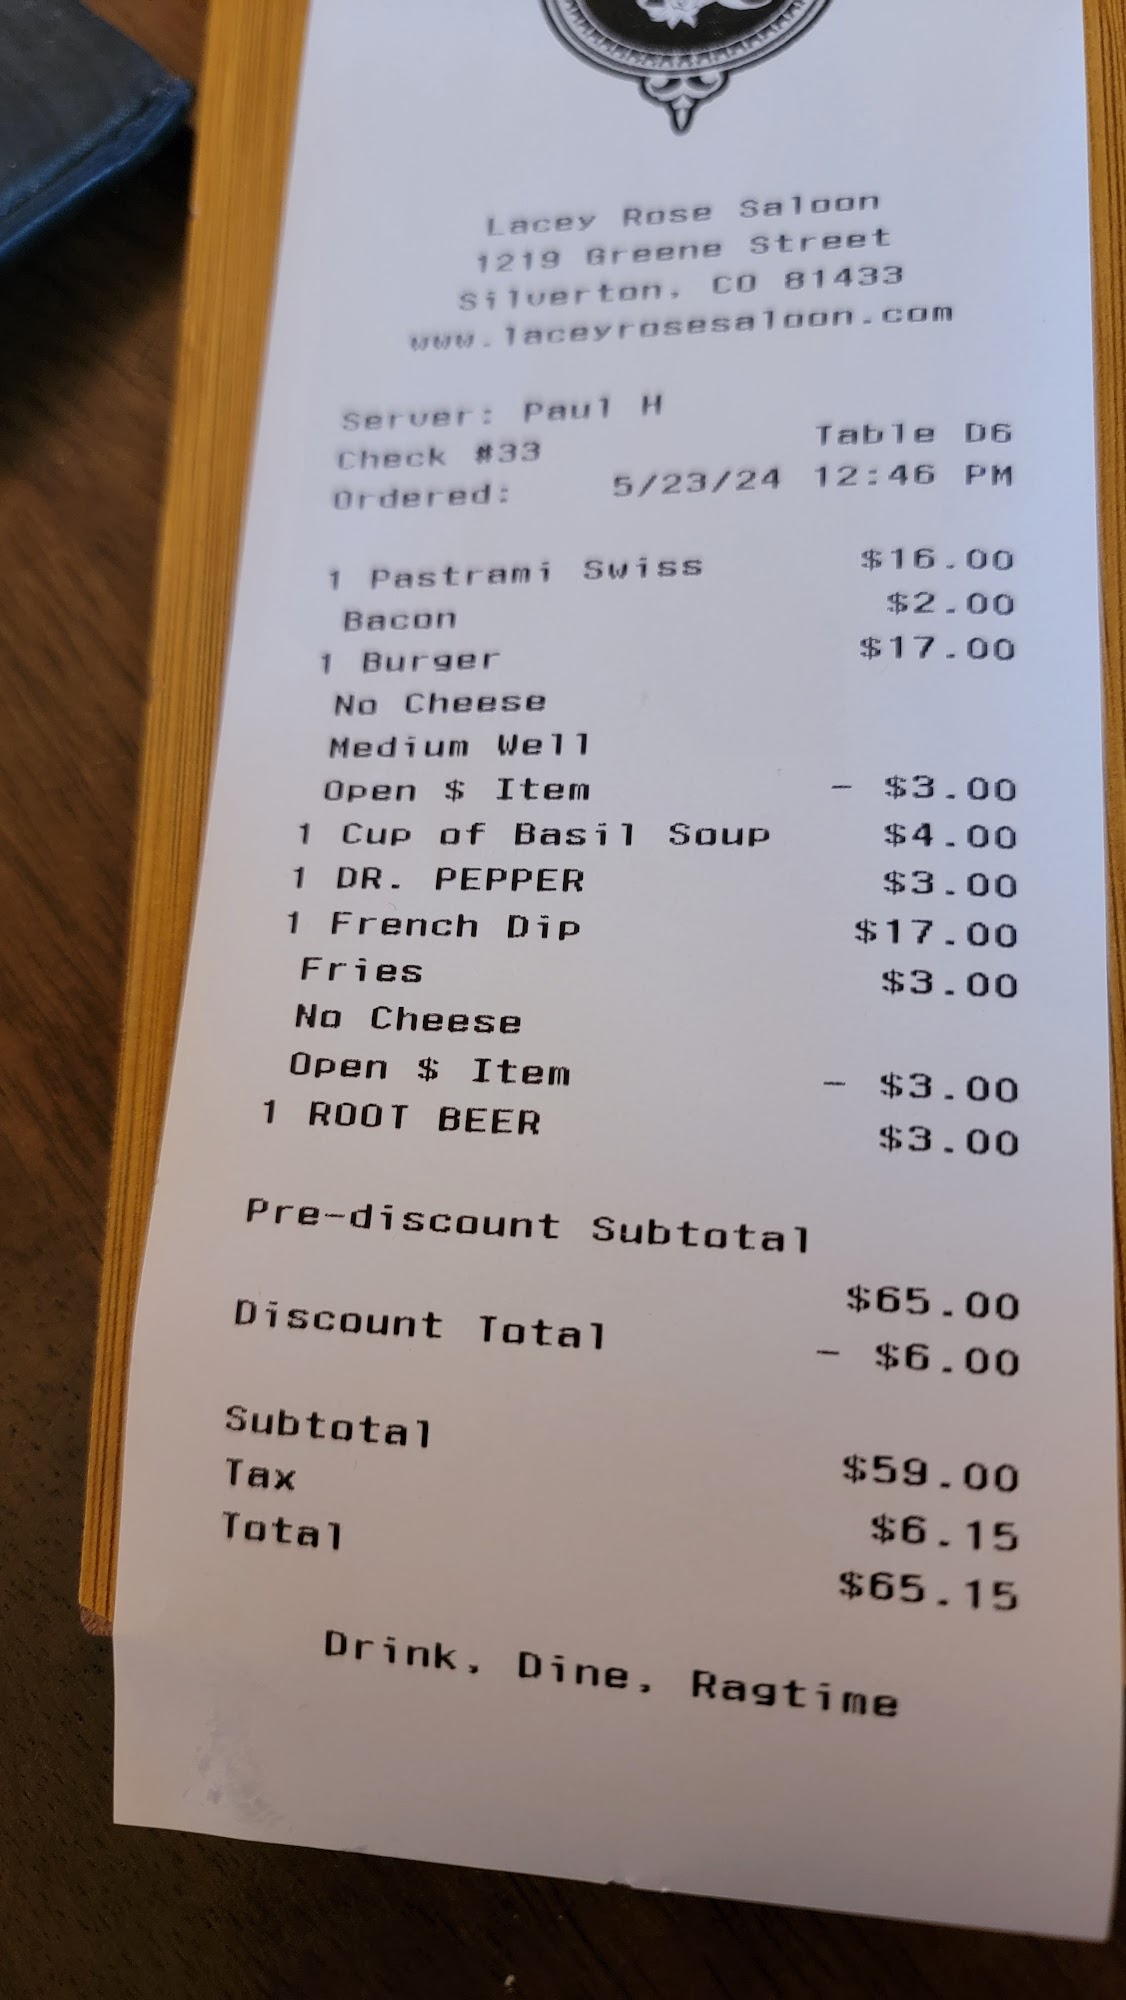 Lacey Rose Saloon
1219 Greene Street
Silverton, CO 81433
www.laceyrosesaloon.com
Server: Paul H
Check #33 Table D6
Ordered: 5/23/24 12:46 PM
1 Pastrami Swiss $16.00
Bacon $2.00
1 Burger $17.00
No Cheese
Medium Well
Open $ Item - $3.00
1 Cup of Basil Soup $4.00
1 DR. PEPPER $3.00
1 French Dip $17.00
Fries $3.00
No Cheese
Open $ Item - $3.00
1 ROOT BEER $3.00
Pre-discount Subtotal
$65.00
Discount Total - $6.00
Subtotal $59.00
Tax $6.15
Total $65.15
Drink, Dine, Ragtime